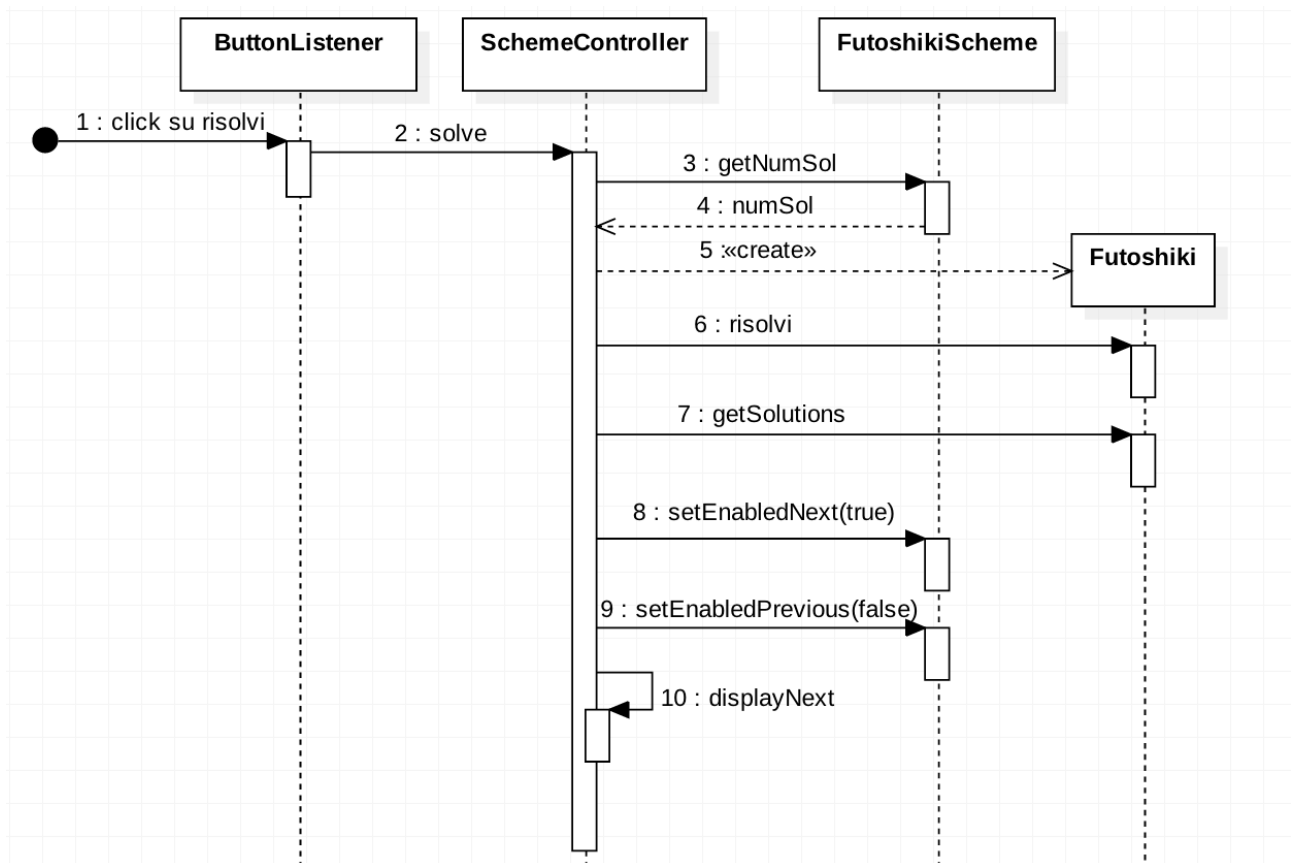 ButtonListener
SchemeController
FutoshikiScheme
1 : click su risolvi
2 : solve
3 : getNumSol
4 : numSol
5 :«create»
Futoshiki
6 : risolvi
7 : getSolutions
8 : setEnabledNext(true)
9 : setEnabledPrevious(false)
10 : displayNext